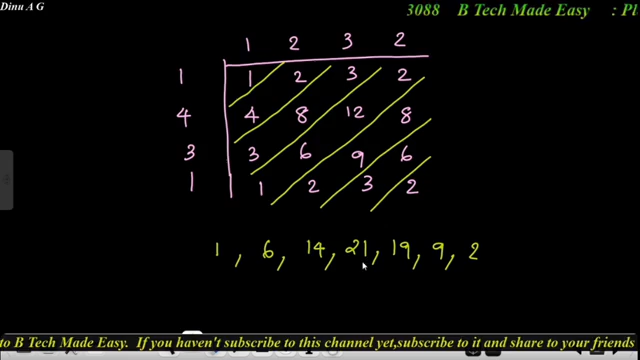 Dinu A G
3088 B Tech Made Easy : Pl
1 2 3 2
1 1 2 3 2
4 4 8 12 8
3 3 6 9 6
1 1 2 3 2
1 , 6 , 14 , 21 , 19 , 9 , 2
to B Tech Made Easy. If you haven't subscribe to this channel yet,subscribe to it and share to your friends